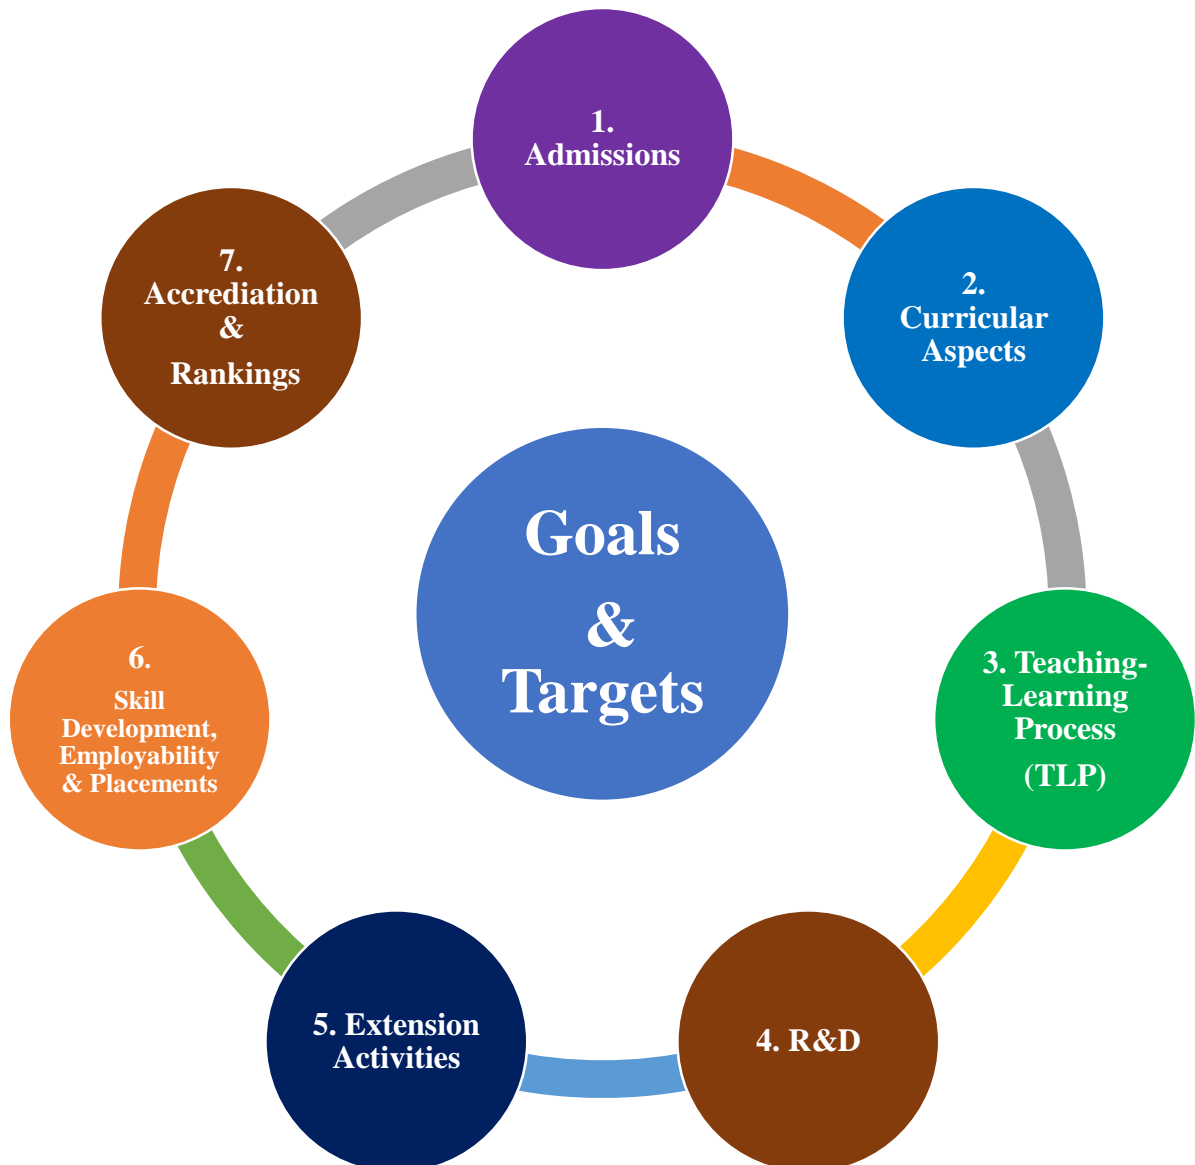 1.
Admissions
2.
Curricular
Aspects
3. Teaching-
Learning
Process
(TLP)
4. R&D
5. Extension
Activities
6.
Skill
Development,
Employability
& Placements
7.
Accrediation
&
Rankings
Goals
&
Targets